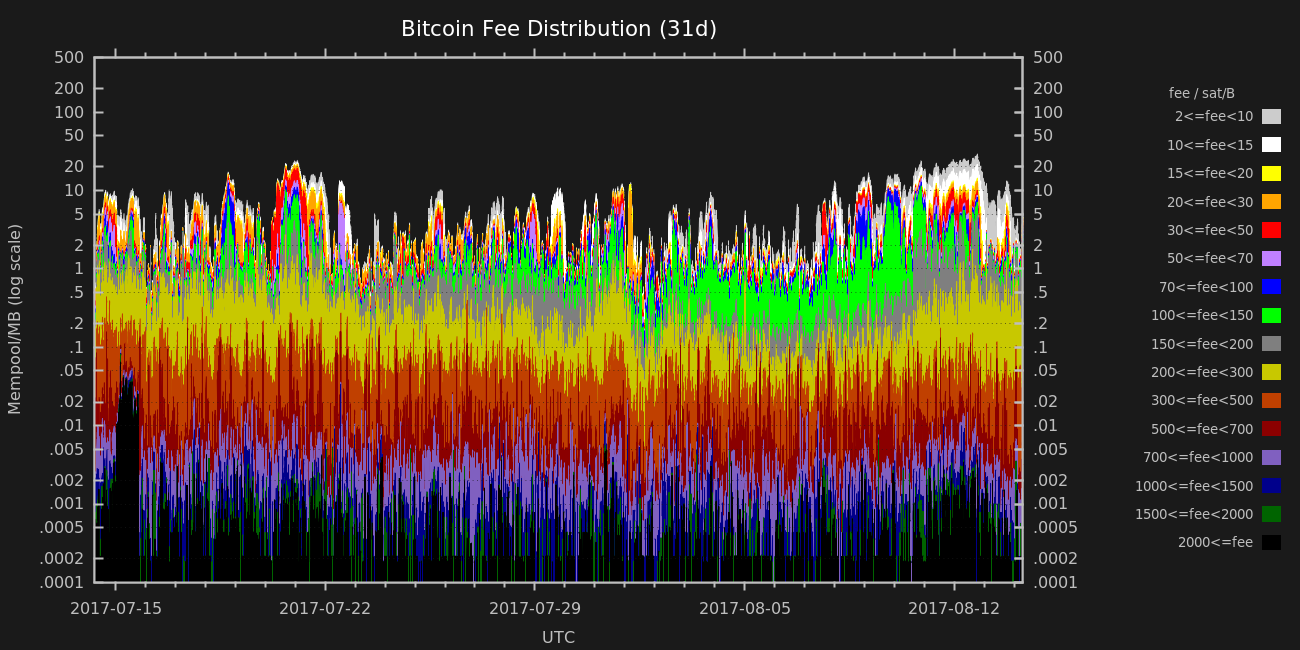 Bitcoin Fee Distribution (31d)
500 500
200 200
100 100
50 50
20 20
10 10
5 5
2 2
1 1
.5 .5
.2 .2
.1 .1
.05 .05
.02 .02
.01 .01
.005 .005
.002 .002
.001 .001
.0005 .0005
.0002 .0002
.0001 .0001
Mempool/MB (log scale)
2017-07-15 2017-07-22 2017-07-29 2017-08-05 2017-08-12
UTC
fee / sat/B
2<=fee<10
10<=fee<15
15<=fee<20
20<=fee<30
30<=fee<50
50<=fee<70
70<=fee<100
100<=fee<150
150<=fee<200
200<=fee<300
300<=fee<500
500<=fee<700
700<=fee<1000
1000<=fee<1500
1500<=fee<2000
2000<=fee